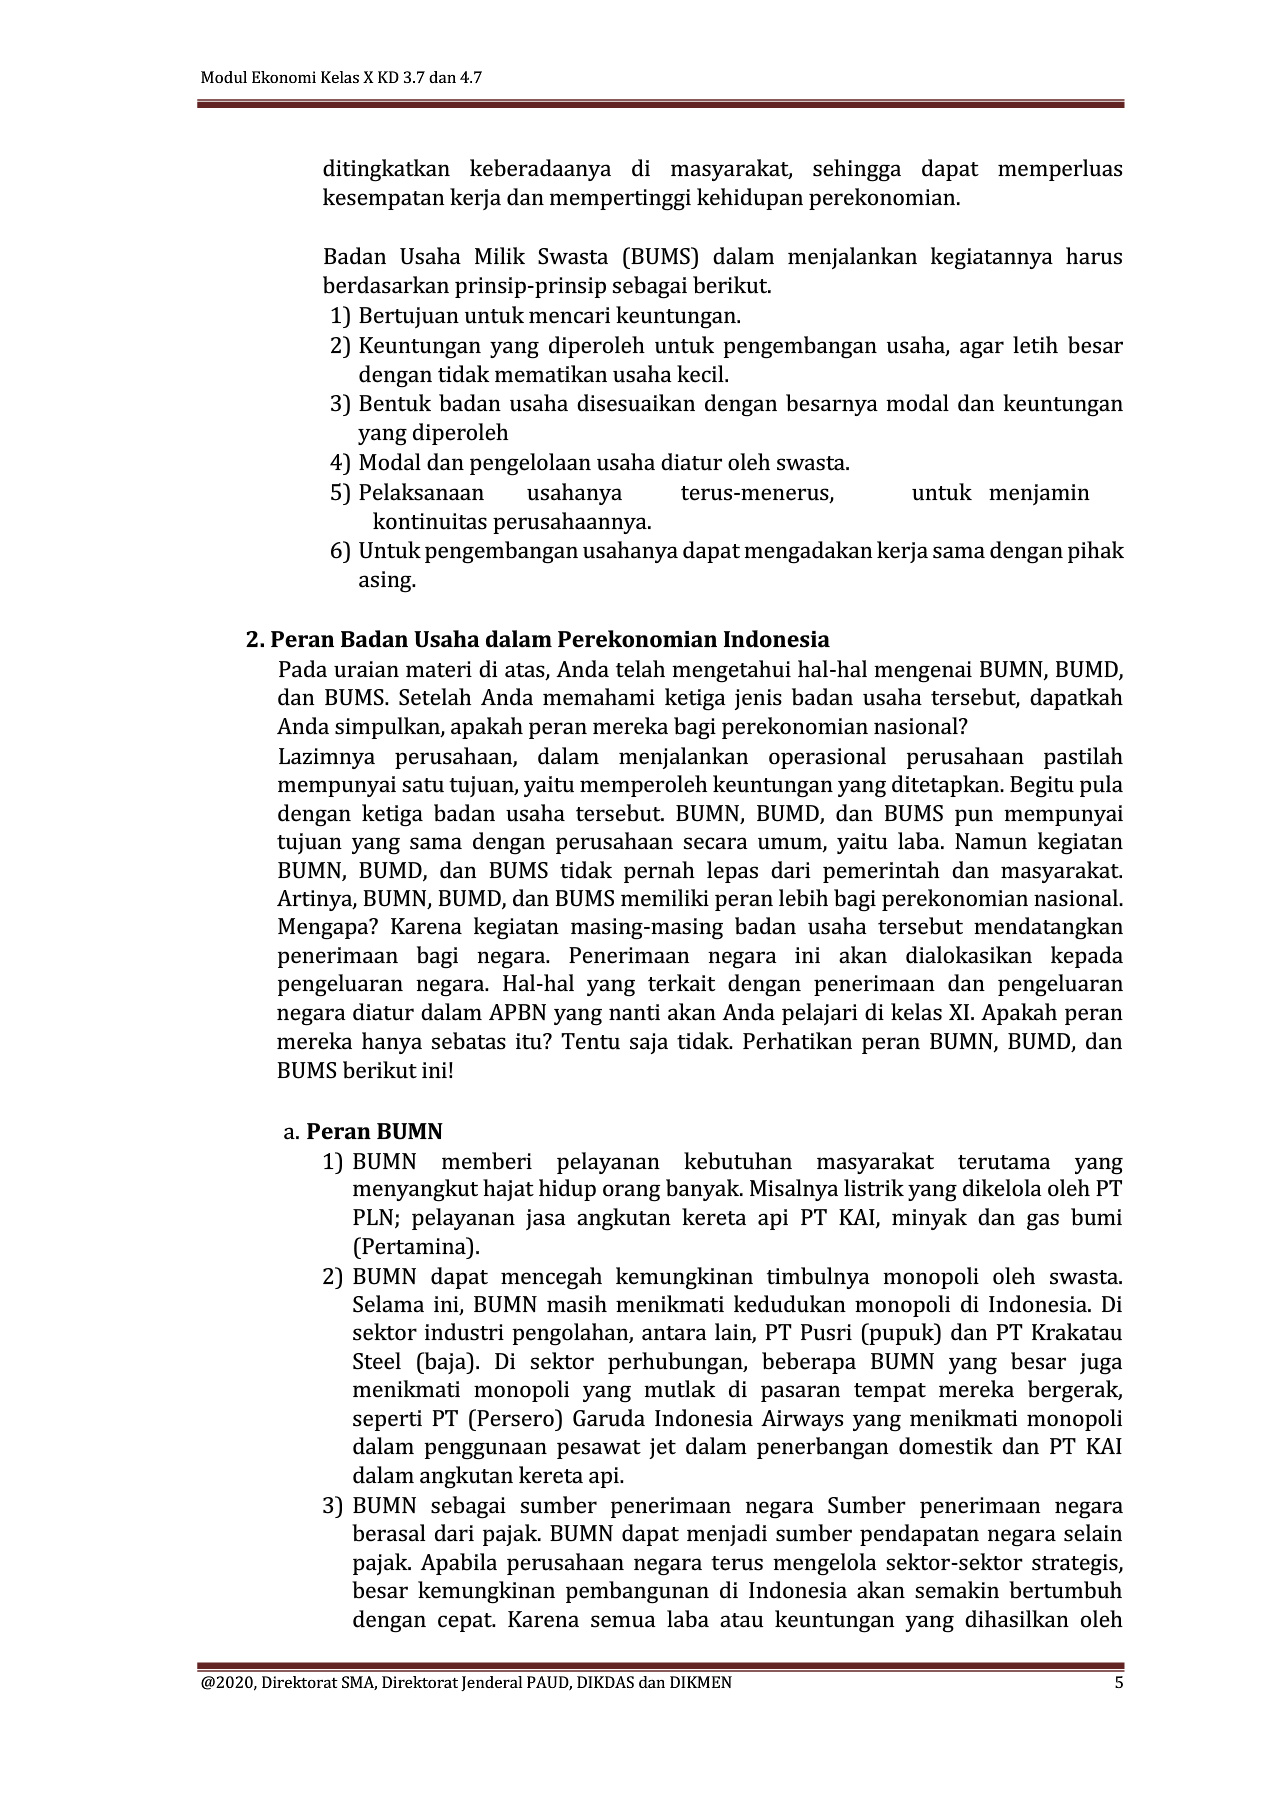 Modul Ekonomi Kelas X KD 3.7 dan 4.7
ditingkatkan keberadaanya di masyarakat, sehingga dapat memperluas
kesempatan kerja dan mempertinggi kehidupan perekonomian.
Badan Usaha Milik Swasta (BUMS) dalam menjalankan kegiatannya harus
berdasarkan prinsip-prinsip sebagai berikut.
1) Bertujuan untuk mencari keuntungan.
2) Keuntungan yang diperoleh untuk pengembangan usaha, agar letih besar
dengan tidak mematikan usaha kecil.
3) Bentuk badan usaha disesuaikan dengan besarnya modal dan keuntungan
yang diperoleh
4) Modal dan pengelolaan usaha diatur oleh swasta.
5) Pelaksanaan usahanya terus-menerus, untuk menjamin
kontinuitas perusahaannya.
6) Untuk pengembangan usahanya dapat mengadakan kerja sama dengan pihak
asing.
2. Peran Badan Usaha dalam Perekonomian Indonesia
Pada uraian materi di atas, Anda telah mengetahui hal-hal mengenai BUMN, BUMD,
dan BUMS. Setelah Anda memahami ketiga jenis badan usaha tersebut, dapatkah
Anda simpulkan, apakah peran mereka bagi perekonomian nasional?
Lazimnya perusahaan, dalam menjalankan operasional perusahaan pastilah
mempunyai satu tujuan, yaitu memperoleh keuntungan yang ditetapkan. Begitu pula
dengan ketiga badan usaha tersebut. BUMN, BUMD, dan BUMS pun mempunyai
tujuan yang sama dengan perusahaan secara umum, yaitu laba. Namun kegiatan
BUMN, BUMD, dan BUMS tidak pernah lepas dari pemerintah dan masyarakat.
Artinya, BUMN, BUMD, dan BUMS memiliki peran lebih bagi perekonomian nasional.
Mengapa? Karena kegiatan masing-masing badan usaha tersebut mendatangkan
penerimaan bagi negara. Penerimaan negara ini akan dialokasikan kepada
pengeluaran negara. Hal-hal yang terkait dengan penerimaan dan pengeluaran
negara diatur dalam APBN yang nanti akan Anda pelajari di kelas XI. Apakah peran
mereka hanya sebatas itu? Tentu saja tidak. Perhatikan peran BUMN, BUMD, dan
BUMS berikut ini!
a. Peran BUMN
1) BUMN memberi pelayanan kebutuhan masyarakat terutama yang
menyangkut hajat hidup orang banyak. Misalnya listrik yang dikelola oleh PT
PLN; pelayanan jasa angkutan kereta api PT KAI, minyak dan gas bumi
(Pertamina).
2) BUMN dapat mencegah kemungkinan timbulnya monopoli oleh swasta.
Selama ini, BUMN masih menikmati kedudukan monopoli di Indonesia. Di
sektor industri pengolahan, antara lain, PT Pusri (pupuk) dan PT Krakatau
Steel (baja). Di sektor perhubungan, beberapa BUMN yang besar juga
menikmati monopoli yang mutlak di pasaran tempat mereka bergerak,
seperti PT (Persero) Garuda Indonesia Airways yang menikmati monopoli
dalam penggunaan pesawat jet dalam penerbangan domestik dan PT KAI
dalam angkutan kereta api.
3) BUMN sebagai sumber penerimaan negara Sumber penerimaan negara
berasal dari pajak. BUMN dapat menjadi sumber pendapatan negara selain
pajak. Apabila perusahaan negara terus mengelola sektor-sektor strategis,
besar kemungkinan pembangunan di Indonesia akan semakin bertumbuh
dengan cepat. Karena semua laba atau keuntungan yang dihasilkan oleh
@2020, Direktorat SMA, Direktorat Jenderal PAUD, DIKDAS dan DIKMEN 5